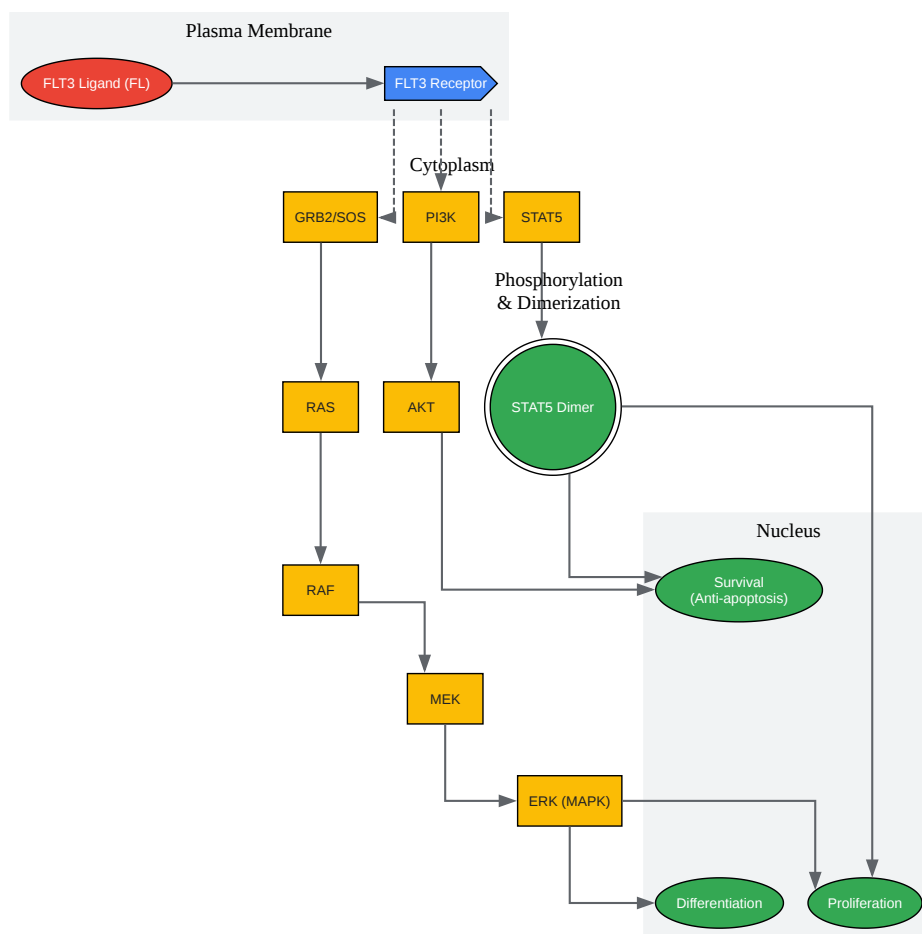 Plasma Membrane
FLT3 Ligand (FL)
FLT3 Receptor
Cytoplasm
GRB2/SOS
PI3K
STAT5
Phosphorylation
& Dimerization
RAS
AKT
STAT5 Dimer
Nucleus
Survival
(Anti-apoptosis)
RAF
MEK
ERK (MAPK)
Differentiation
Proliferation